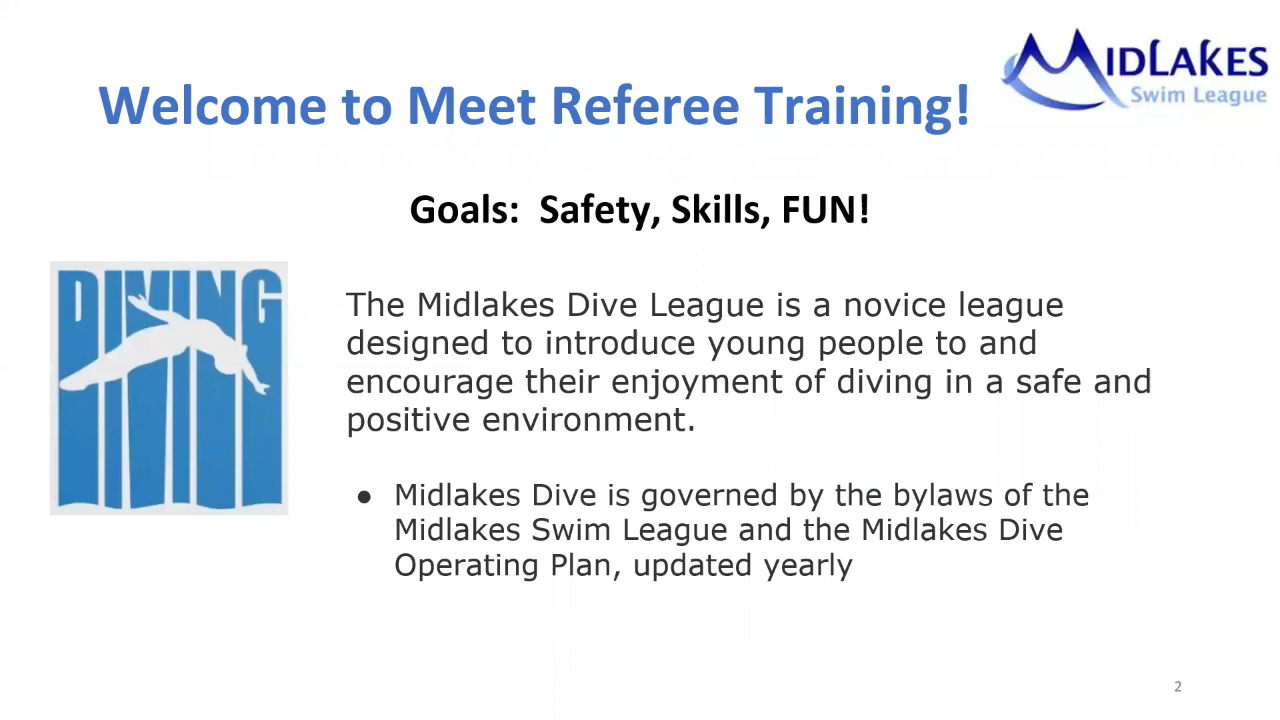 MIDLAKES
Swim League
Welcome to Meet Referee Training!
Goals:  Safety, Skills, FUN!
DIVING
The Midlakes Dive League is a novice league
designed to introduce young people to and
encourage their enjoyment of diving in a safe and
positive environment.
● Midlakes Dive is governed by the bylaws of the
Midlakes Swim League and the Midlakes Dive
Operating Plan, updated yearly
2